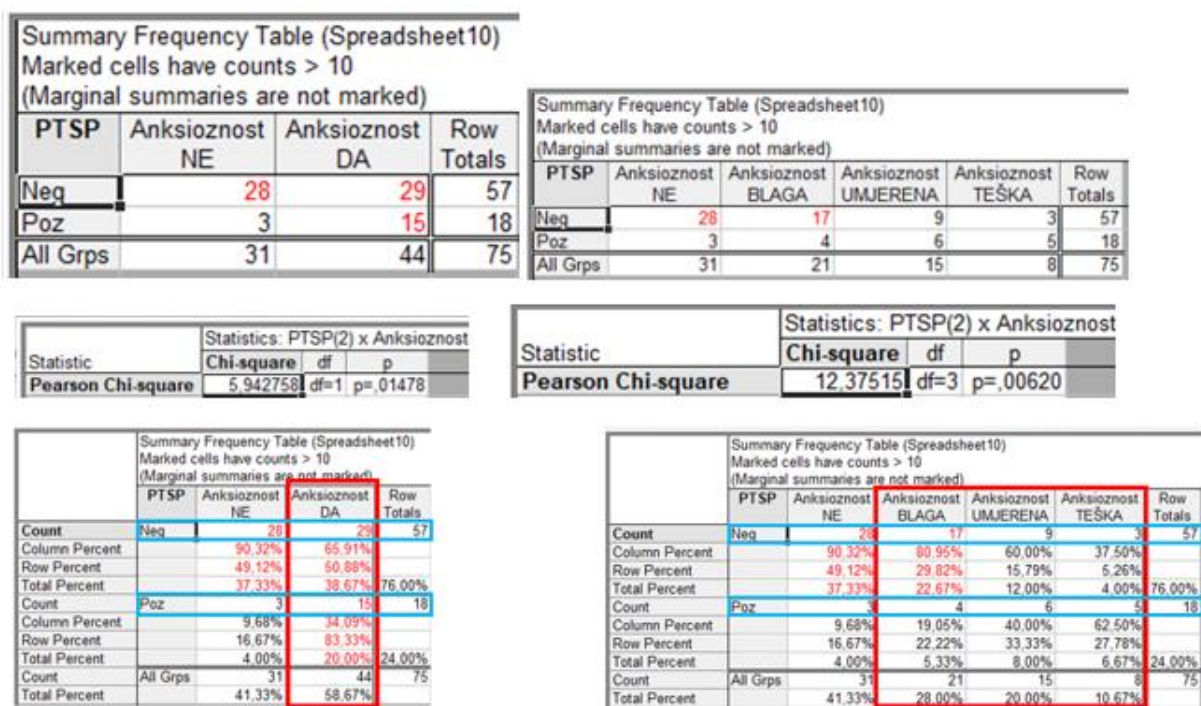 Summary Frequency Table (Spreadsheet10)
Marked cells have counts > 10
(Marginal summaries are not marked)
PTSP Anksioznost NE Anksioznost DA Row Totals
Neg 28 29 57
Poz 3 15 18
All Grps 31 44 75
Summary Frequency Table (Spreadsheet10)
Marked cells have counts > 10
(Marginal summaries are not marked)
PTSP Anksioznost NE Anksioznost BLAGA Anksioznost UMJERENA Anksioznost TEŠKA Row Totals
Neg 28 17 9 3 57
Poz 3 4 6 5 18
All Grps 31 21 15 8 75
Statistics: PTSP(2) x Anksioznost
Statistic Chi-square df p
Pearson Chi-square 5,942758 df=1 p=,01478
Statistics: PTSP(2) x Anksioznost
Statistic Chi-square df p
Pearson Chi-square 12,37515 df=3 p=,00620
Summary Frequency Table (Spreadsheet10)
Marked cells have counts > 10
(Marginal summaries are not marked)
PTSP Anksioznost NE Anksioznost DA Row Totals
Count Neg 28 29 57
Column Percent 90,32% 65,91%
Row Percent 49,12% 50,88%
Total Percent 37,33% 38,67% 76,00%
Count Poz 3 15 18
Column Percent 9,68% 34,09%
Row Percent 16,67% 83,33%
Total Percent 4,00% 20,00% 24,00%
Count All Grps 31 44 75
Total Percent 41,33% 58,67%
Summary Frequency Table (Spreadsheet10)
Marked cells have counts > 10
(Marginal summaries are not marked)
PTSP Anksioznost NE Anksioznost BLAGA Anksioznost UMJERENA Anksioznost TEŠKA Row Totals
Count Neg 28 17 9 3 57
Column Percent 90,32% 80,95% 60,00% 37,50%
Row Percent 49,12% 29,82% 15,79% 5,26%
Total Percent 37,33% 22,67% 12,00% 4,00% 76,00%
Count Poz 3 4 6 5 18
Column Percent 9,68% 19,05% 40,00% 62,50%
Row Percent 16,67% 22,22% 33,33% 27,78%
Total Percent 4,00% 5,33% 8,00% 6,67% 24,00%
Count All Grps 31 21 15 8 75
Total Percent 41,33% 28,00% 20,00% 10,67%